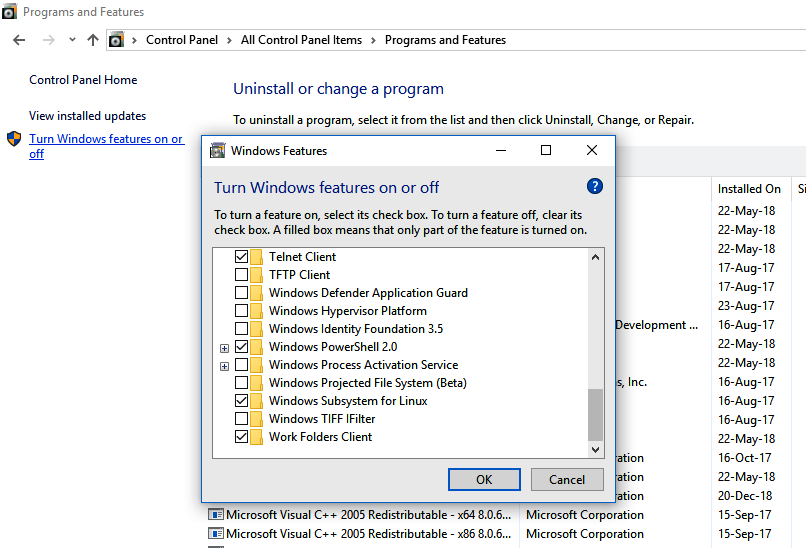 Programs and Features
Control Panel > All Control Panel Items > Programs and Features
Control Panel Home
View installed updates
Turn Windows features on or
off
Uninstall or change a program
To uninstall a program, select it from the list and then click Uninstall, Change, or Repair.
Windows Features
Turn Windows features on or off
?
To turn a feature on, select its check box. To turn a feature off, clear its
check box. A filled box means that only part of the feature is turned on.
Telnet Client
TFTP Client
Windows Defender Application Guard
Windows Hypervisor Platform
Windows Identity Foundation 3.5
Windows PowerShell 2.0
Windows Process Activation Service
Windows Projected File System (Beta)
Windows Subsystem for Linux
Windows TIFF IFilter
Work Folders Client
OK
Cancel
Installed On
Si
22-May-18
22-May-18
22-May-18
17-Aug-17
17-Aug-17
23-Aug-17
Development ... 16-Aug-17
22-May-18
22-May-18
s, Inc. 16-Aug-17
16-Aug-17
16-Aug-17
22-May-18
ration 16-Oct-17
ration 22-May-18
ration 20-Dec-18
Microsoft Visual C++ 2005 Redistributable - x64 8.0.6... Microsoft Corporation 15-Sep-17
Microsoft Visual C++ 2005 Redistributable - x86 8.0.6... Microsoft Corporation 15-Sep-17